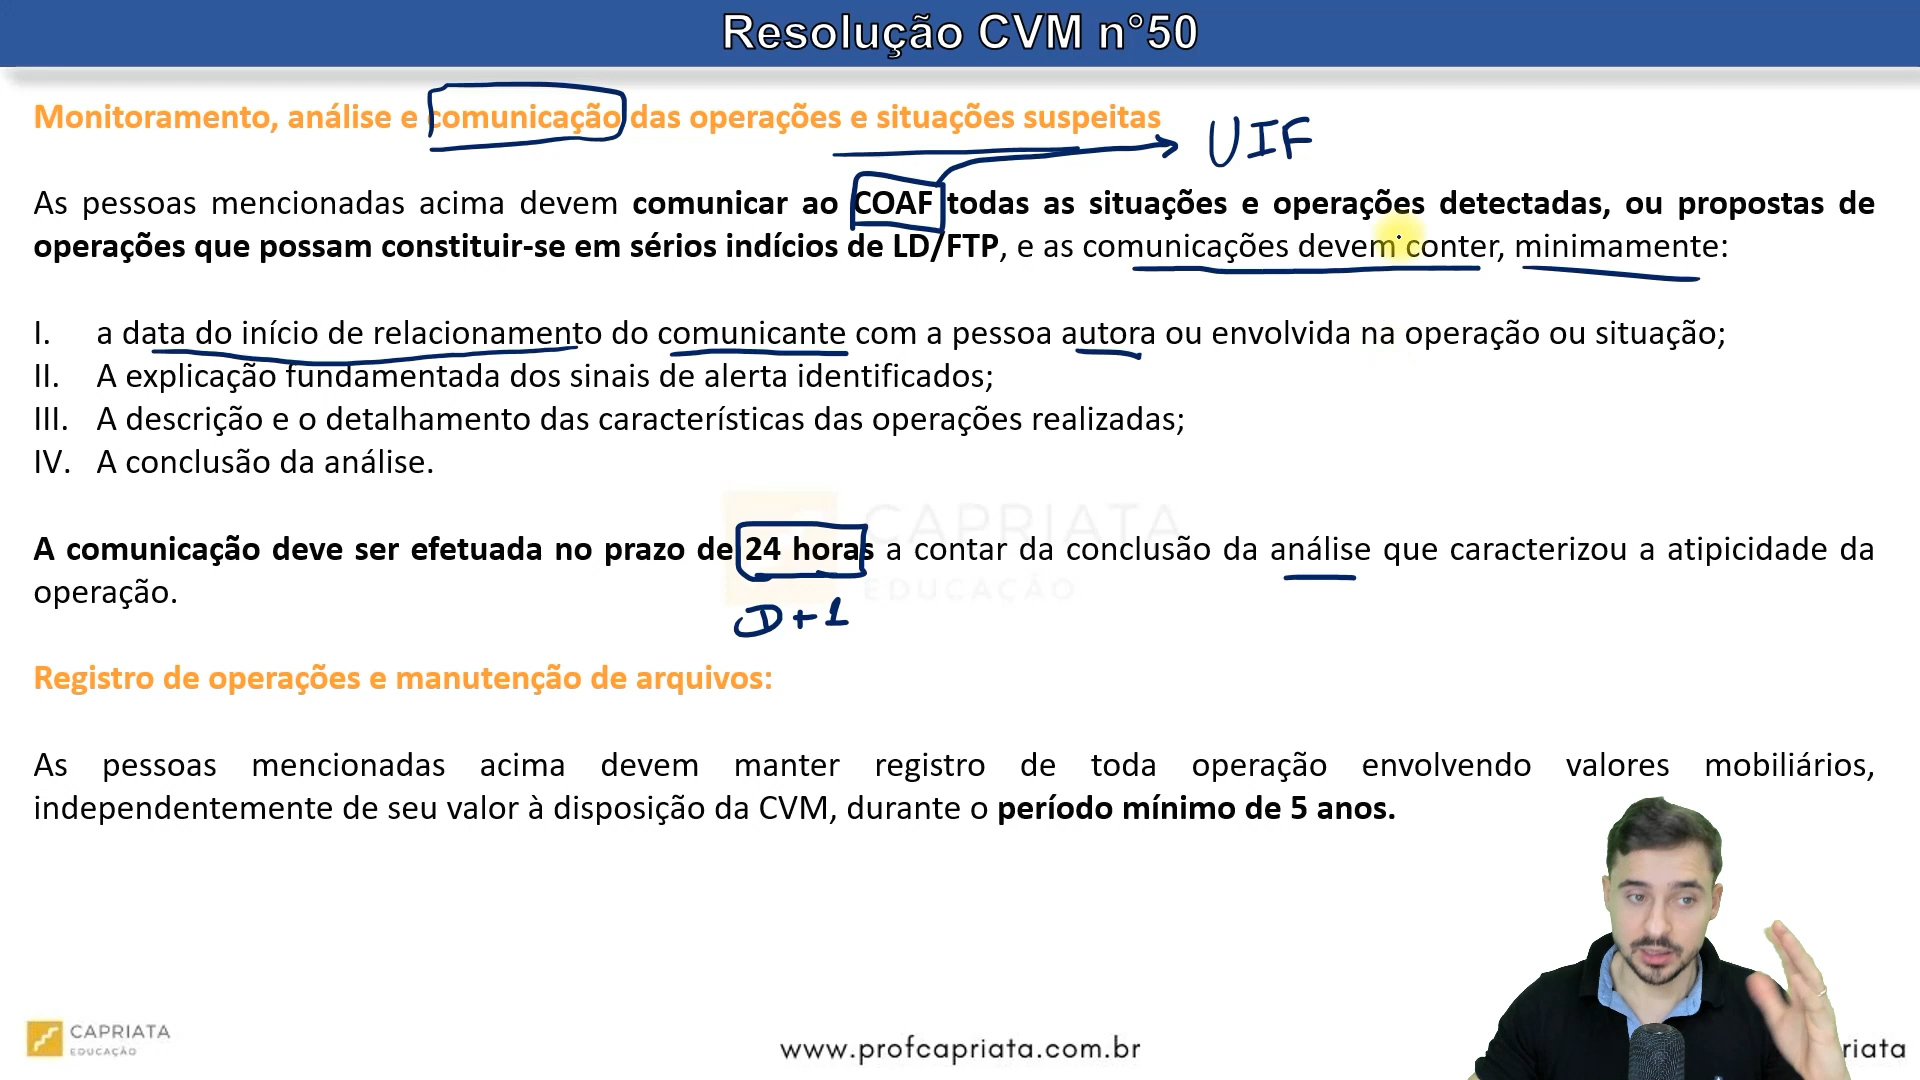 Resolução CVM n°50
Monitoramento, análise e comunicação das operações e situações suspeitas
UIF
As pessoas mencionadas acima devem comunicar ao COAF todas as situações e operações detectadas, ou propostas de
operações que possam constituir-se em sérios indícios de LD/FTP, e as comunicações devem conter, minimamente:
I. a data do início de relacionamento do comunicante com a pessoa autora ou envolvida na operação ou situação;
II. A explicação fundamentada dos sinais de alerta identificados;
III. A descrição e o detalhamento das características das operações realizadas;
IV. A conclusão da análise.
CAPRIATA
EDUCAÇÃO
A comunicação deve ser efetuada no prazo de 24 horas a contar da conclusão da análise que caracterizou a atipicidade da
operação.
D+1
Registro de operações e manutenção de arquivos:
As pessoas mencionadas acima devem manter registro de toda operação envolvendo valores mobiliários,
independentemente de seu valor à disposição da CVM, durante o período mínimo de 5 anos.
CAPRIATA
EDUCAÇÃO
www.profcapriata.com.br
riata